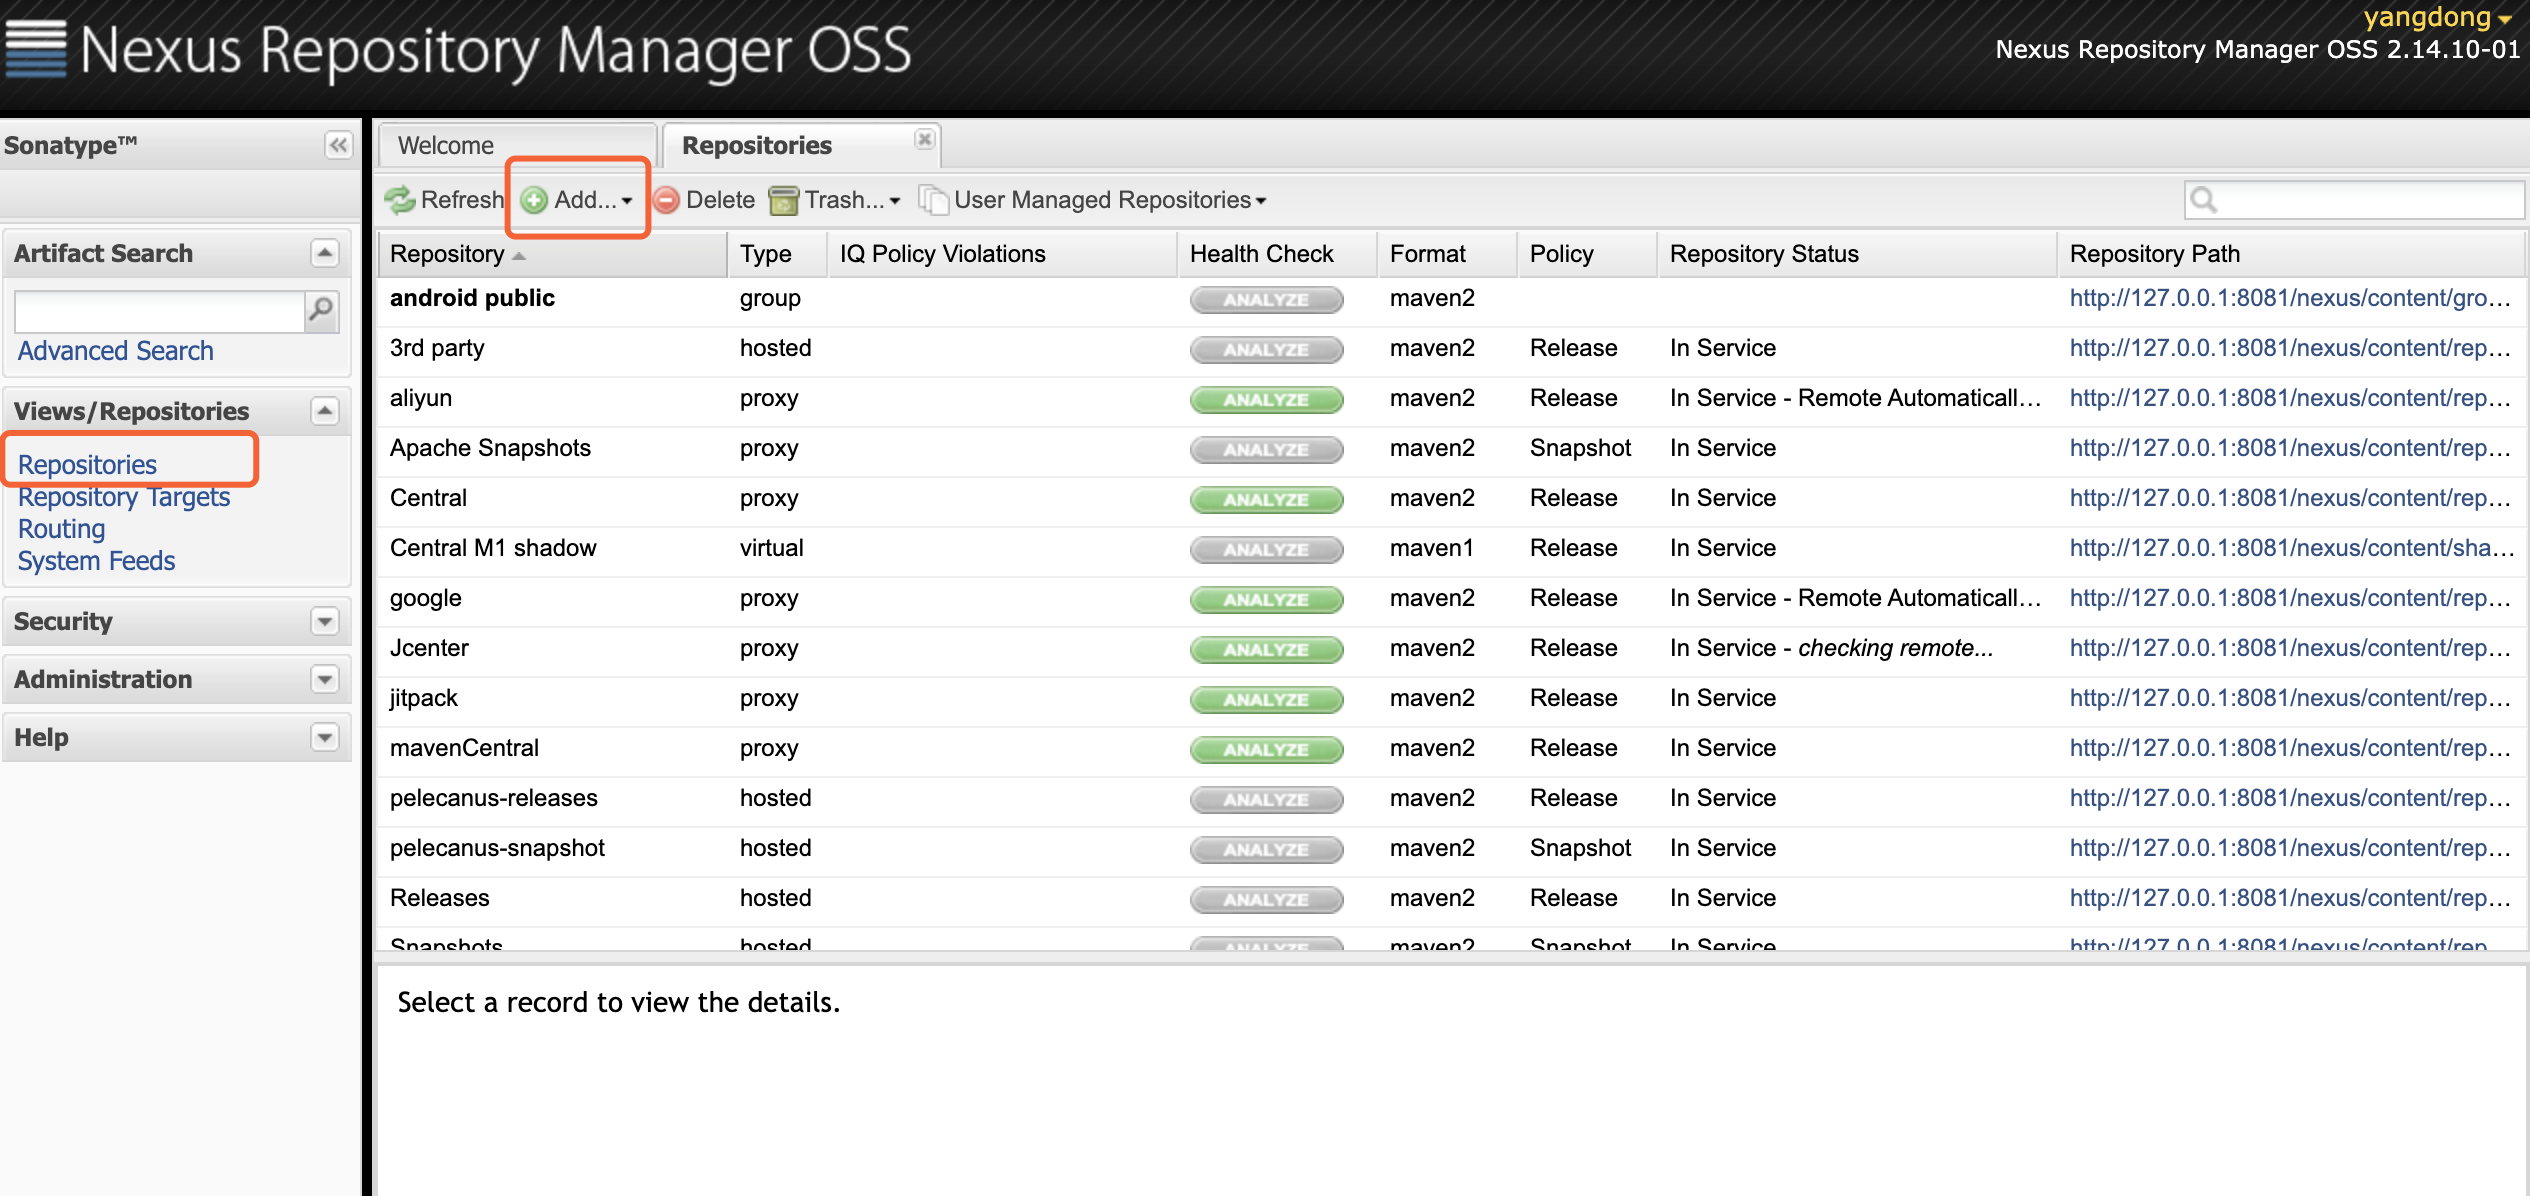 Nexus Repository Manager OSS
yangdong
Nexus Repository Manager OSS 2.14.10-01
Sonatype™
Artifact Search
Advanced Search
Views/Repositories
Repositories
Repository Targets
Routing
System Feeds
Security
Administration
Help
Welcome
Repositories
Refresh Add... Delete Trash... User Managed Repositories
Repository Type IQ Policy Violations Health Check Format Policy Repository Status Repository Path
android public group ANALYZE maven2 http://127.0.0.1:8081/nexus/content/gro...
3rd party hosted ANALYZE maven2 Release In Service http://127.0.0.1:8081/nexus/content/rep...
aliyun proxy ANALYZE maven2 Release In Service - Remote Automaticall... http://127.0.0.1:8081/nexus/content/rep...
Apache Snapshots proxy ANALYZE maven2 Snapshot In Service http://127.0.0.1:8081/nexus/content/rep...
Central proxy ANALYZE maven2 Release In Service http://127.0.0.1:8081/nexus/content/rep...
Central M1 shadow virtual ANALYZE maven1 Release In Service http://127.0.0.1:8081/nexus/content/sha...
google proxy ANALYZE maven2 Release In Service - Remote Automaticall... http://127.0.0.1:8081/nexus/content/rep...
Jcenter proxy ANALYZE maven2 Release In Service - checking remote... http://127.0.0.1:8081/nexus/content/rep...
jitpack proxy ANALYZE maven2 Release In Service http://127.0.0.1:8081/nexus/content/rep...
mavenCentral proxy ANALYZE maven2 Release In Service http://127.0.0.1:8081/nexus/content/rep...
pelecanus-releases hosted ANALYZE maven2 Release In Service http://127.0.0.1:8081/nexus/content/rep...
pelecanus-snapshot hosted ANALYZE maven2 Snapshot In Service http://127.0.0.1:8081/nexus/content/rep...
Releases hosted ANALYZE maven2 Release In Service http://127.0.0.1:8081/nexus/content/rep...
Snapshots hosted ANALYZE maven2 Snapshot In Service http://127.0.0.1:8081/nexus/content/rep...
Select a record to view the details.